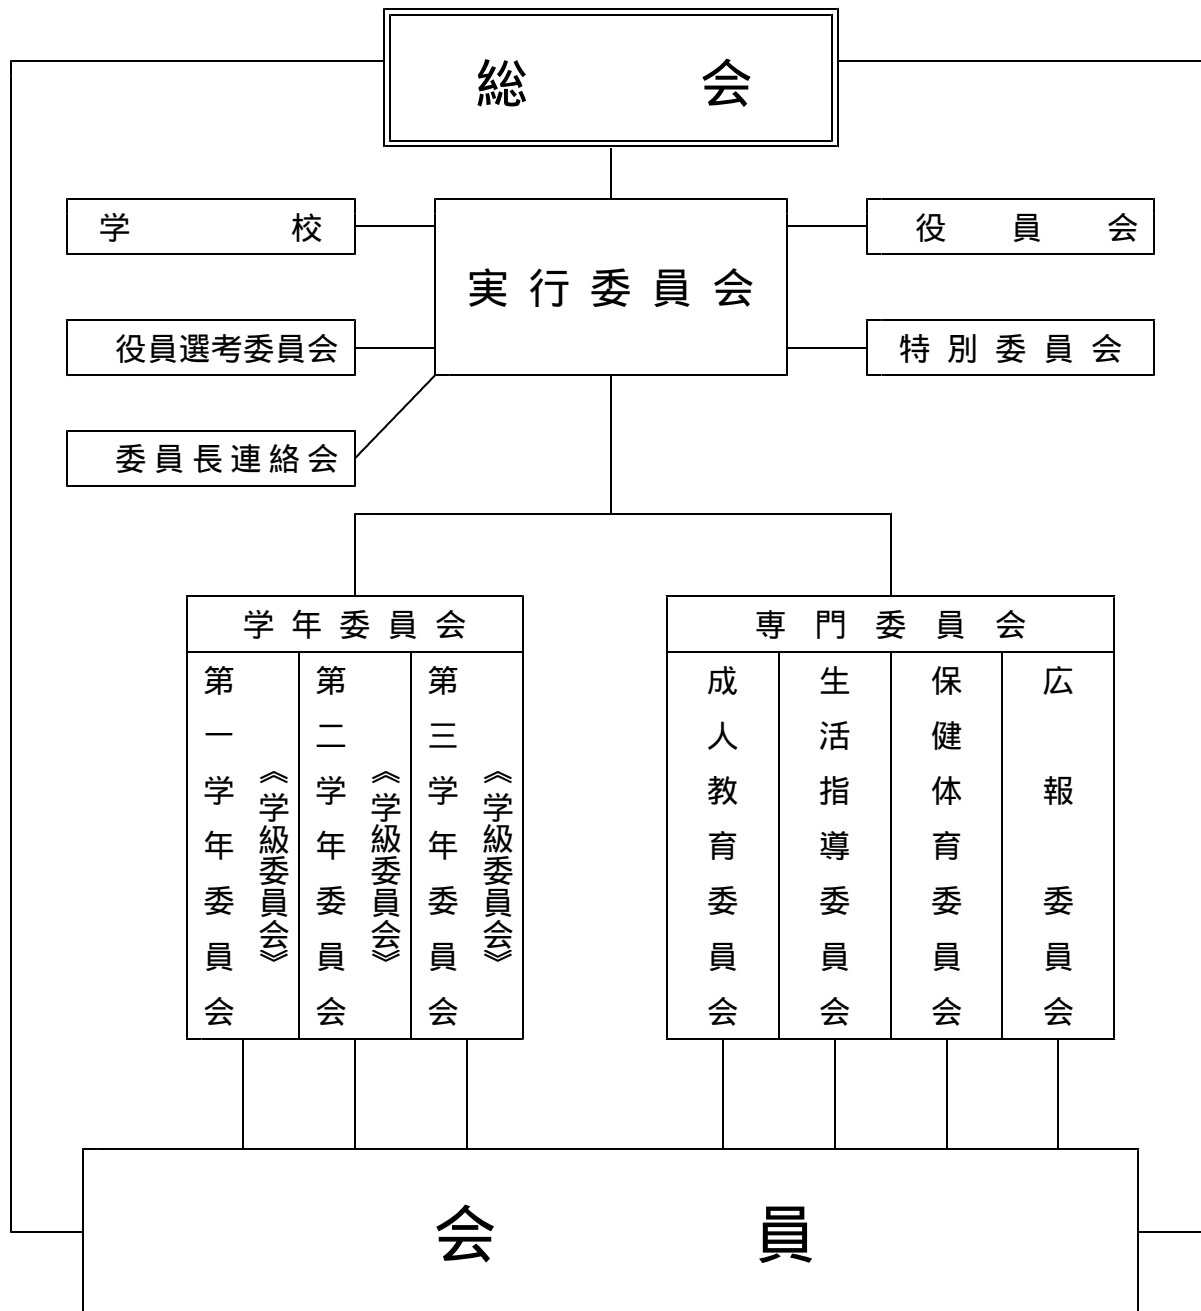 総会
学校
実行委員会
役員会
役員選考委員会
特別委員会
委員長連絡会
学年委員会
第一学年委員会
《学級委員会》
第二学年委員会
《学級委員会》
第三学年委員会
《学級委員会》
専門委員会
成人教育委員会
生活指導委員会
保健体育委員会
広報委員会
会員